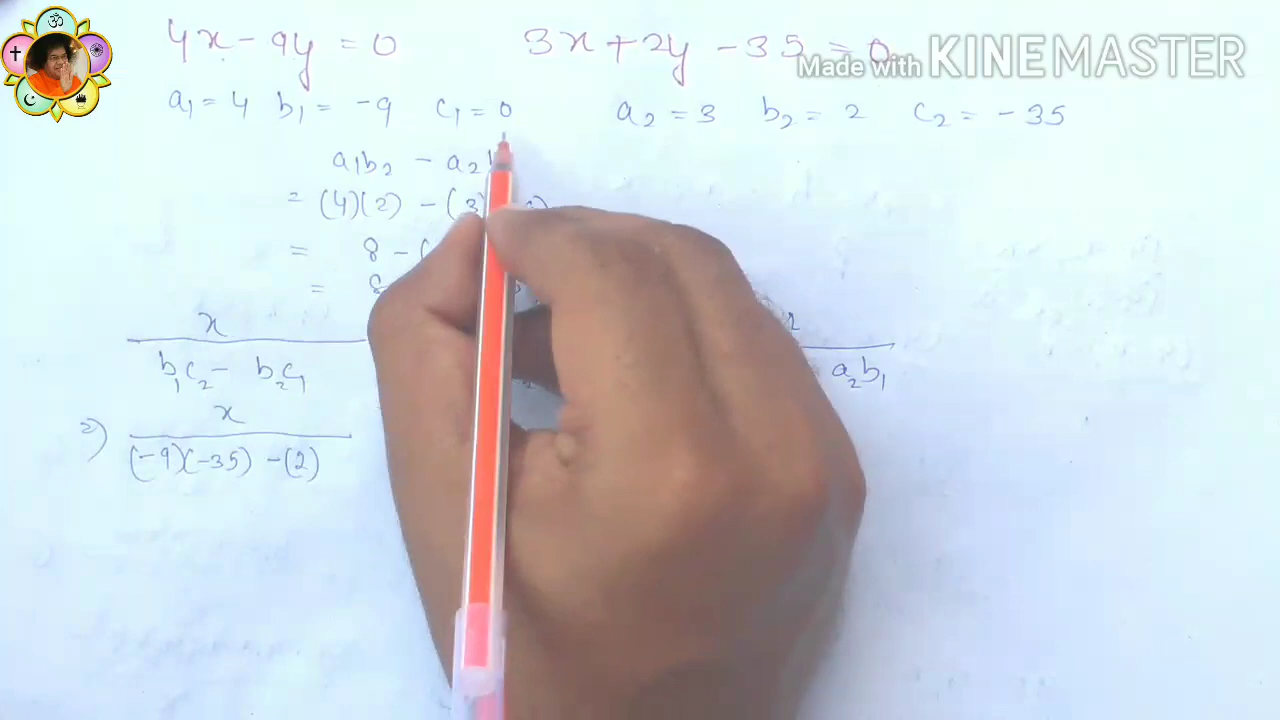 4x - 9y = 0 3x + 2y - 35 = 0
Made with KINEMASTER
a₁ = 4 b₁ = -9 c₁ = 0 a₂ = 3 b₂ = 2 c₂ = -35
a₁b₂ - a₂
= (4)(2) - (3)
= 8 - (
= 8
x
b₁c₂ - b₂c₁ a₂b₁
x
(-9)(-35) - (2)